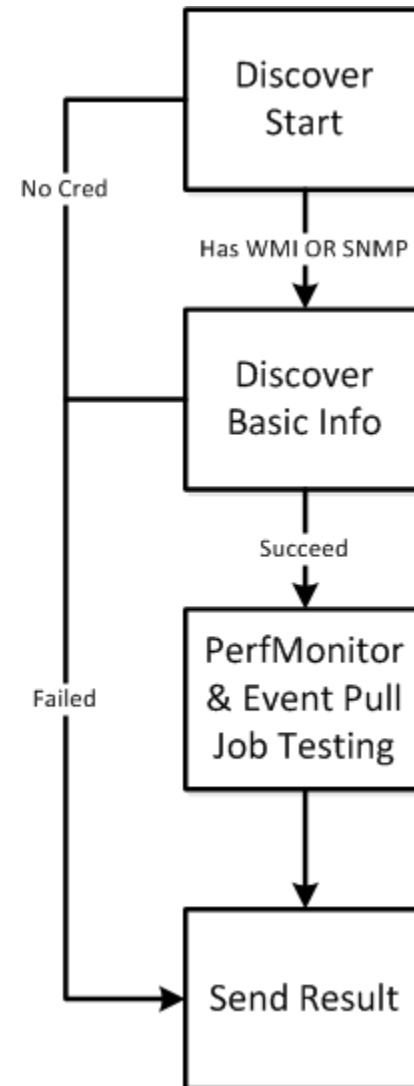 Discover
Start
No Cred
Has WMI OR SNMP
Discover
Basic Info
Succeed
PerfMonitor
& Event Pull
Job Testing
Failed
Send Result